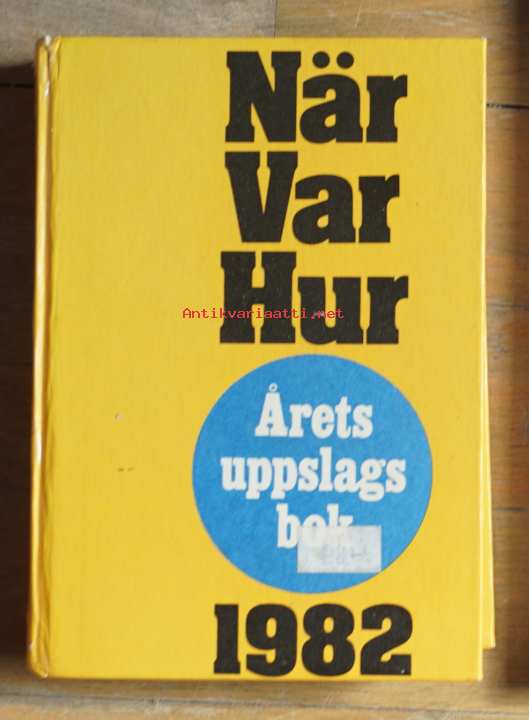 När
Var
Hur
Antikvariaatti.net
Årets
uppslags
bok
1982